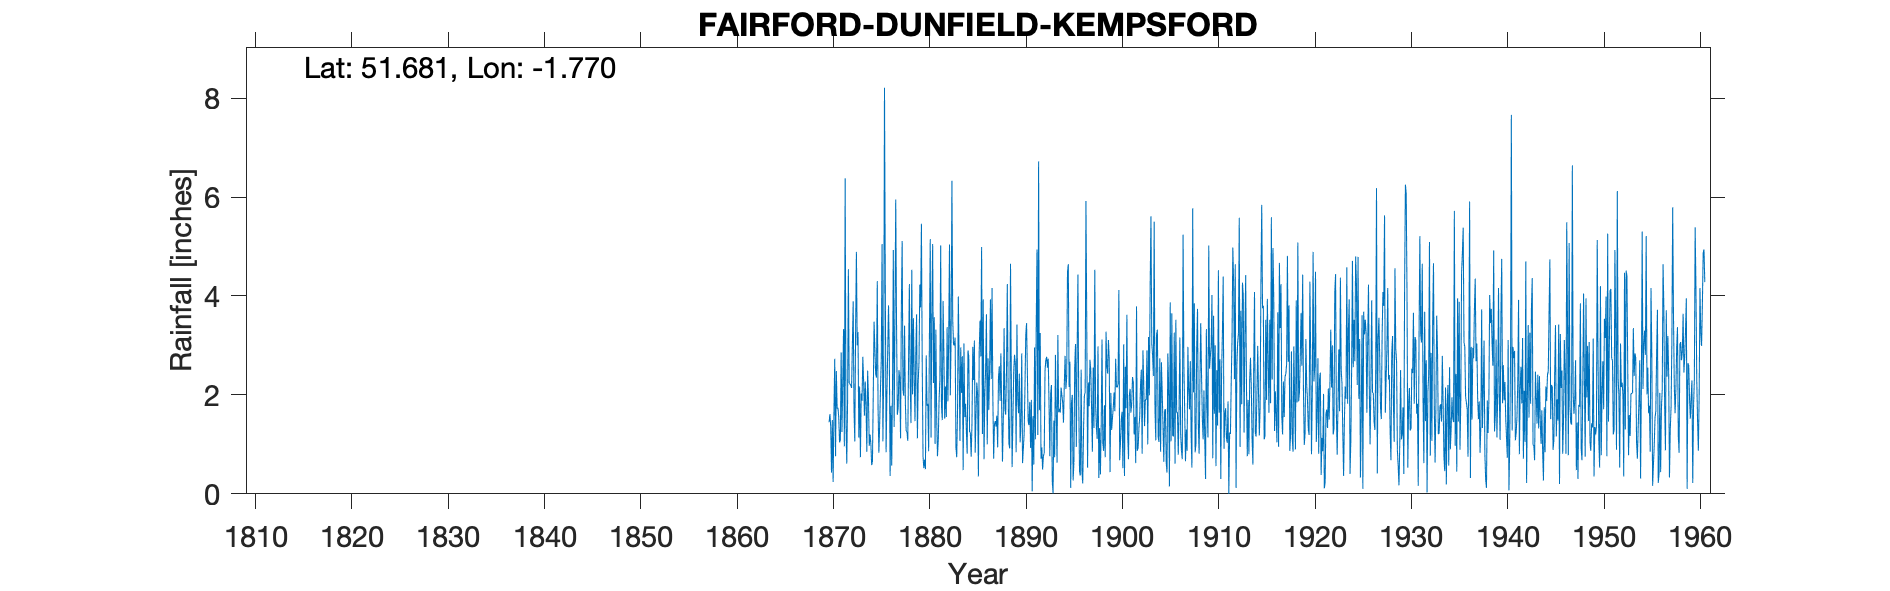 FAIRFORD-DUNFIELD-KEMPSFORD
Lat: 51.681, Lon: -1.770
8
6
4
2
0
Rainfall [inches]
1810 1820 1830 1840 1850 1860 1870 1880 1890 1900 1910 1920 1930 1940 1950 1960
Year